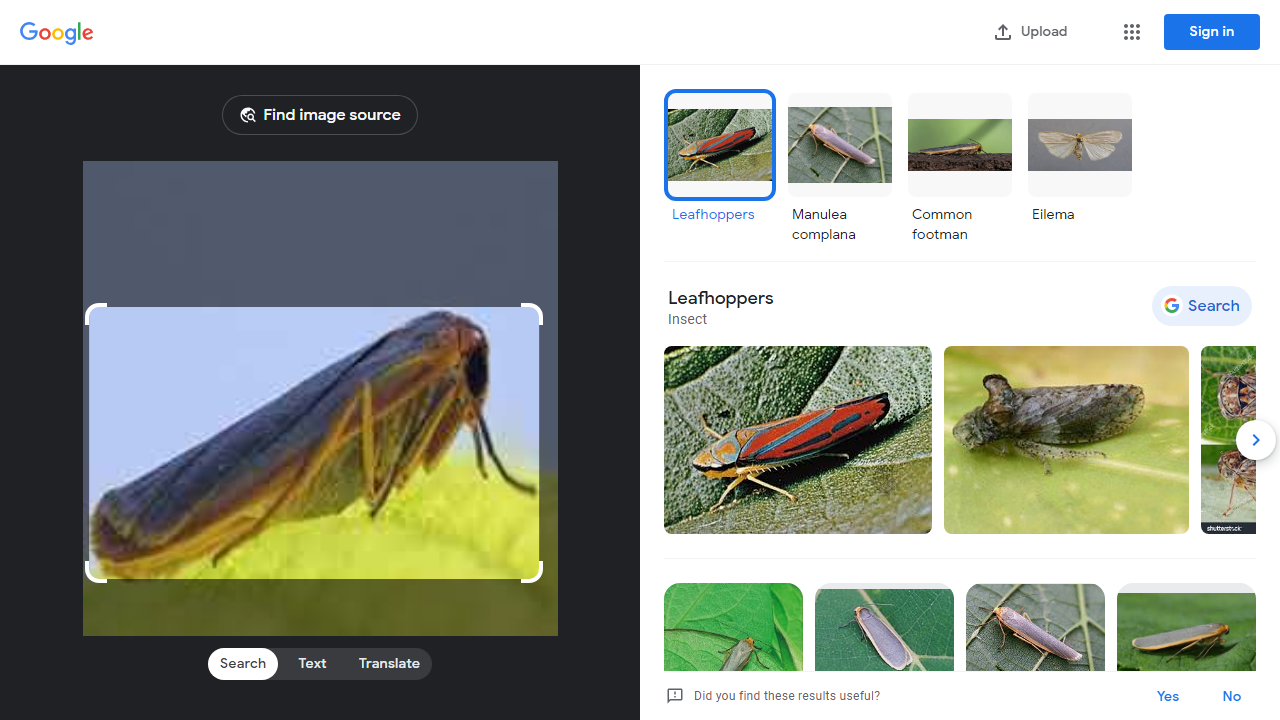 Google
Upload
Sign in
Find image source
Leafhoppers
Manulea
complana
Common
footman
Eilema
Leafhoppers
Insect
Search
shutterstock
Search
Text
Translate
Did you find these results useful?
Yes
No